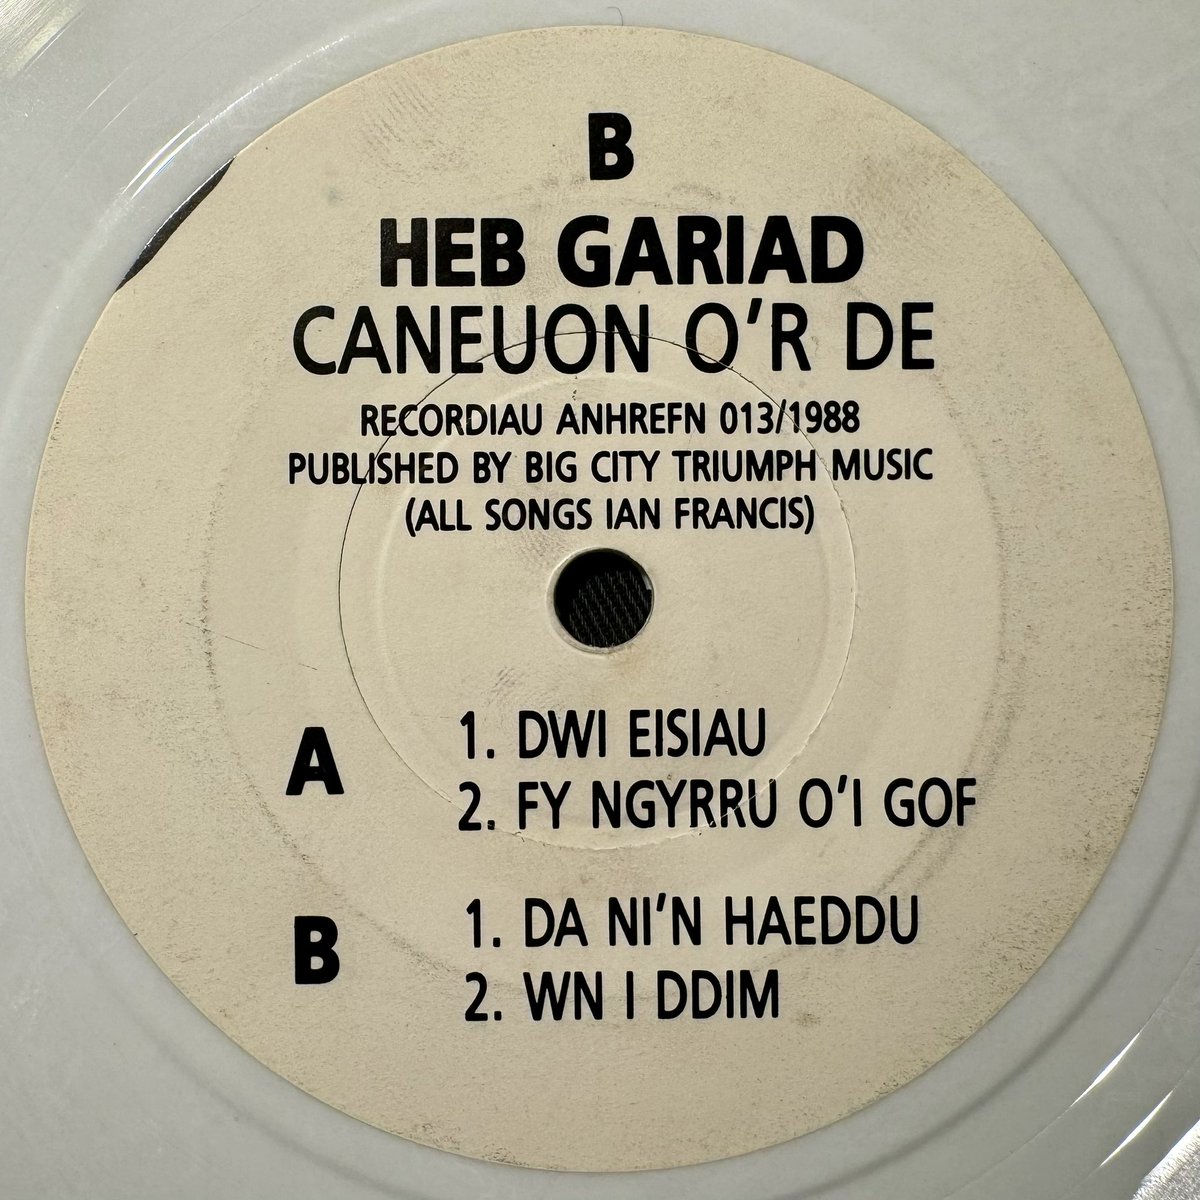 B
HEB GARIAD
CANEUON O'R DE
RECORDIAU ANHREFN 013/1988
PUBLISHED BY BIG CITY TRIUMPH MUSIC
(ALL SONGS IAN FRANCIS)
A
1. DWI EISIAU
2. FY NGYRRU O'I GOF
B
1. DA NI'N HAEDDU
2. WN I DDIM